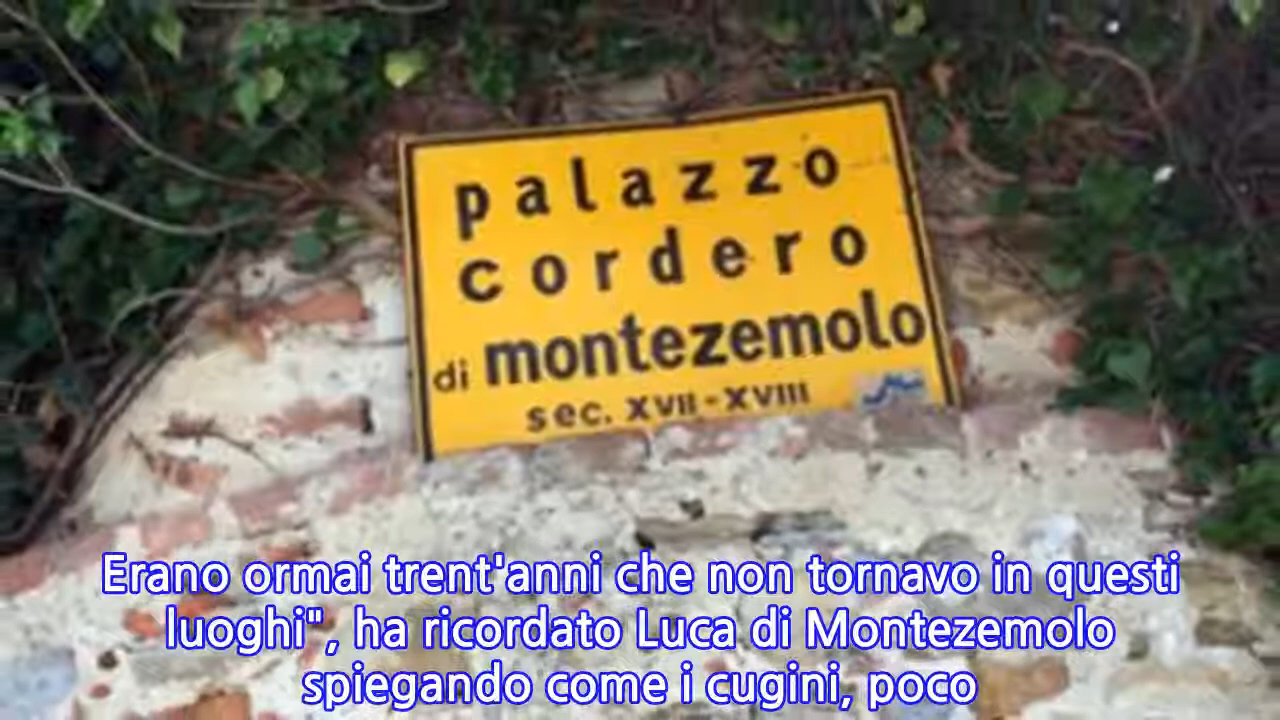 palazzo
cordero
di montezemolo
sec. XVII-XVIII
Erano ormai trent'anni che non tornavo in questi
luoghi", ha ricordato Luca di Montezemolo
spiegando come i cugini, poco